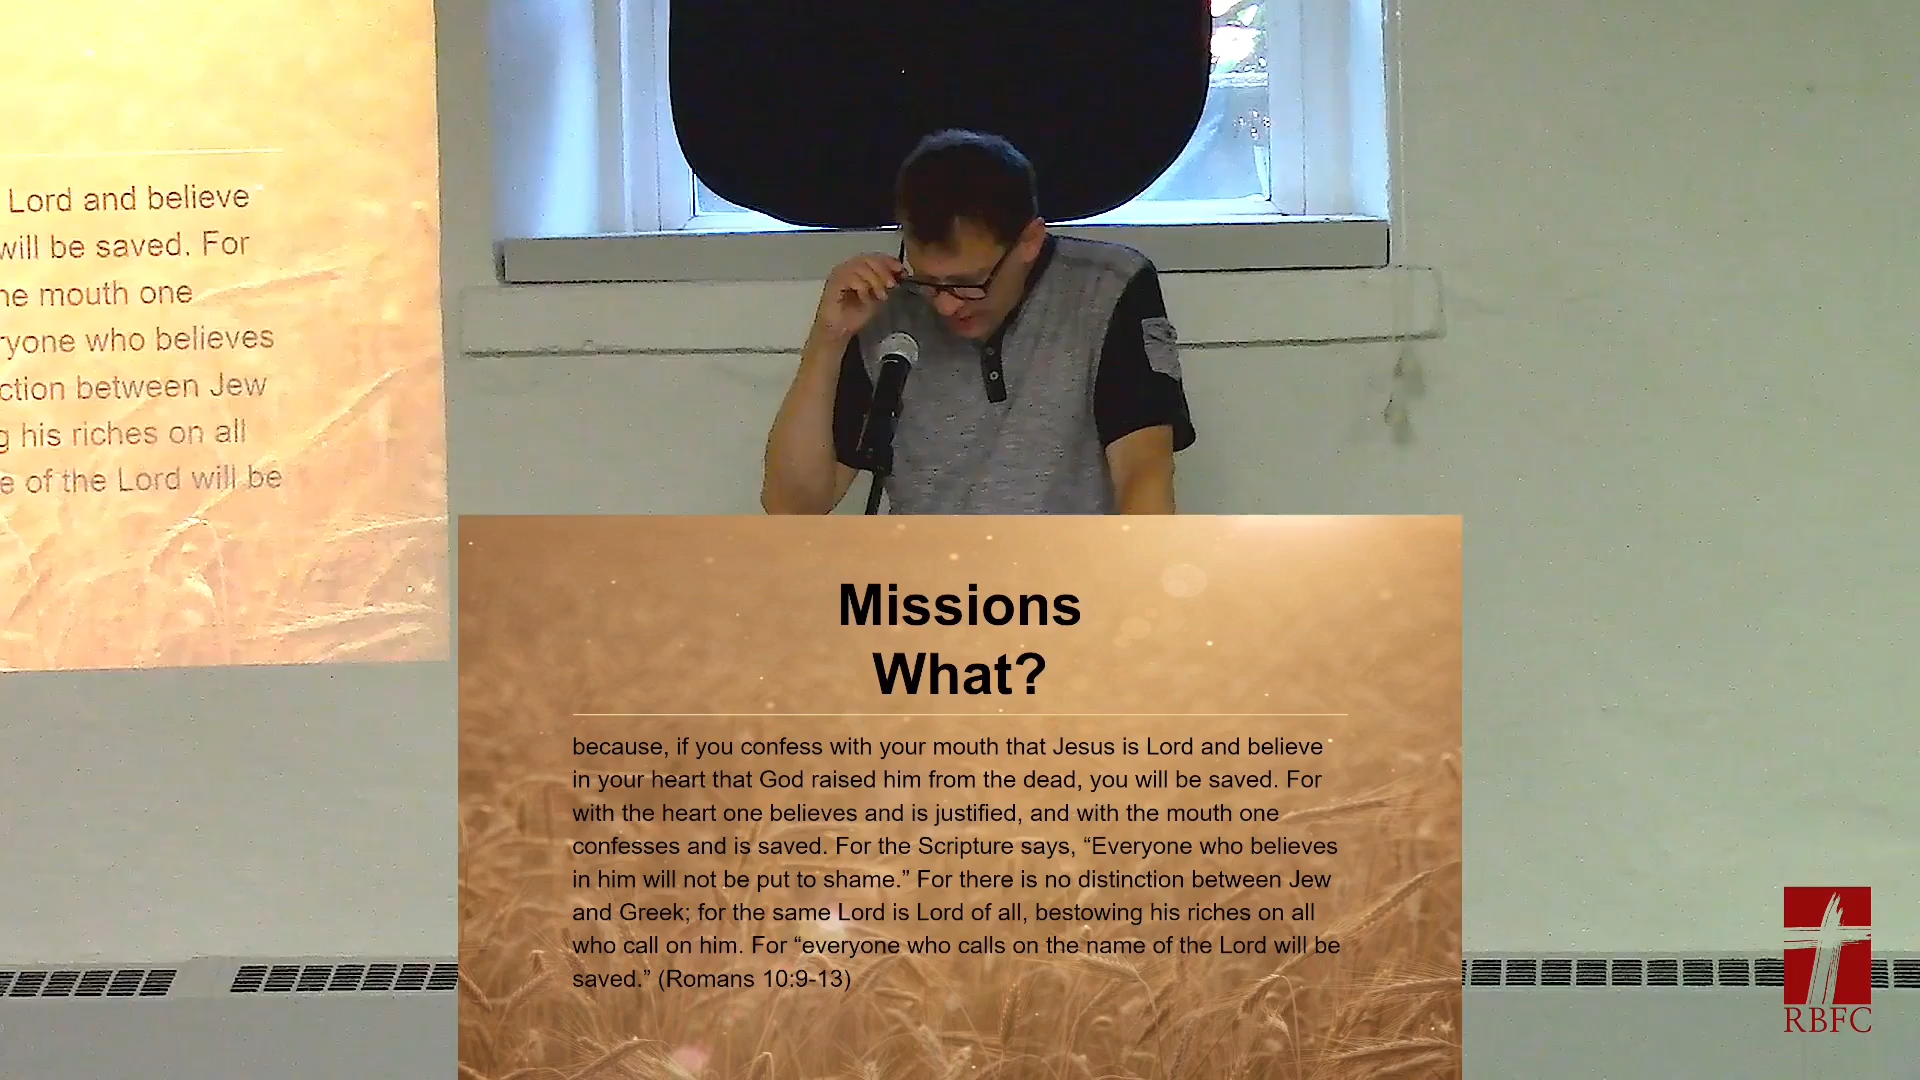 Lord and believe
will be saved. For
he mouth one
ryone who believes
ction between Jew
g his riches on all
e of the Lord will be
Missions
What?
because, if you confess with your mouth that Jesus is Lord and believe
in your heart that God raised him from the dead, you will be saved. For
with the heart one believes and is justified, and with the mouth one
confesses and is saved. For the Scripture says, “Everyone who believes
in him will not be put to shame.” For there is no distinction between Jew
and Greek; for the same Lord is Lord of all, bestowing his riches on all
who call on him. For “everyone who calls on the name of the Lord will be
saved.” (Romans 10:9-13)
RBFC